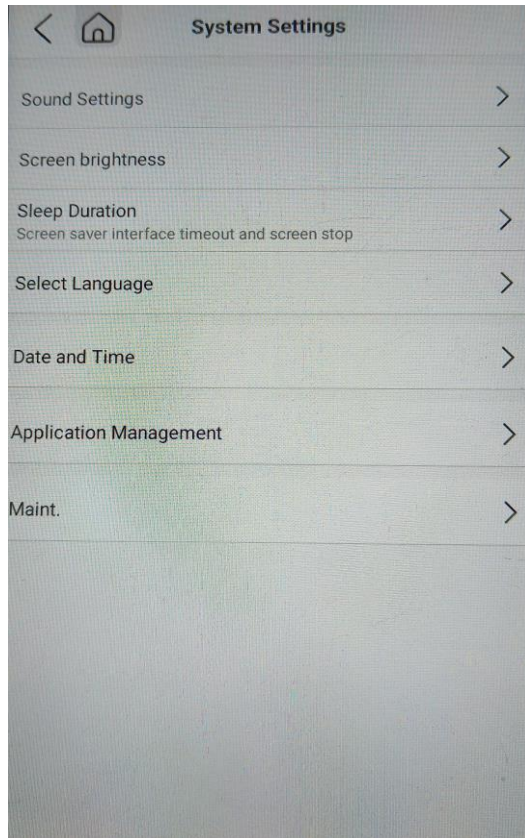 System Settings
Sound Settings
Screen brightness
Sleep Duration
Screen saver interface timeout and screen stop
Select Language
Date and Time
Application Management
Maint.